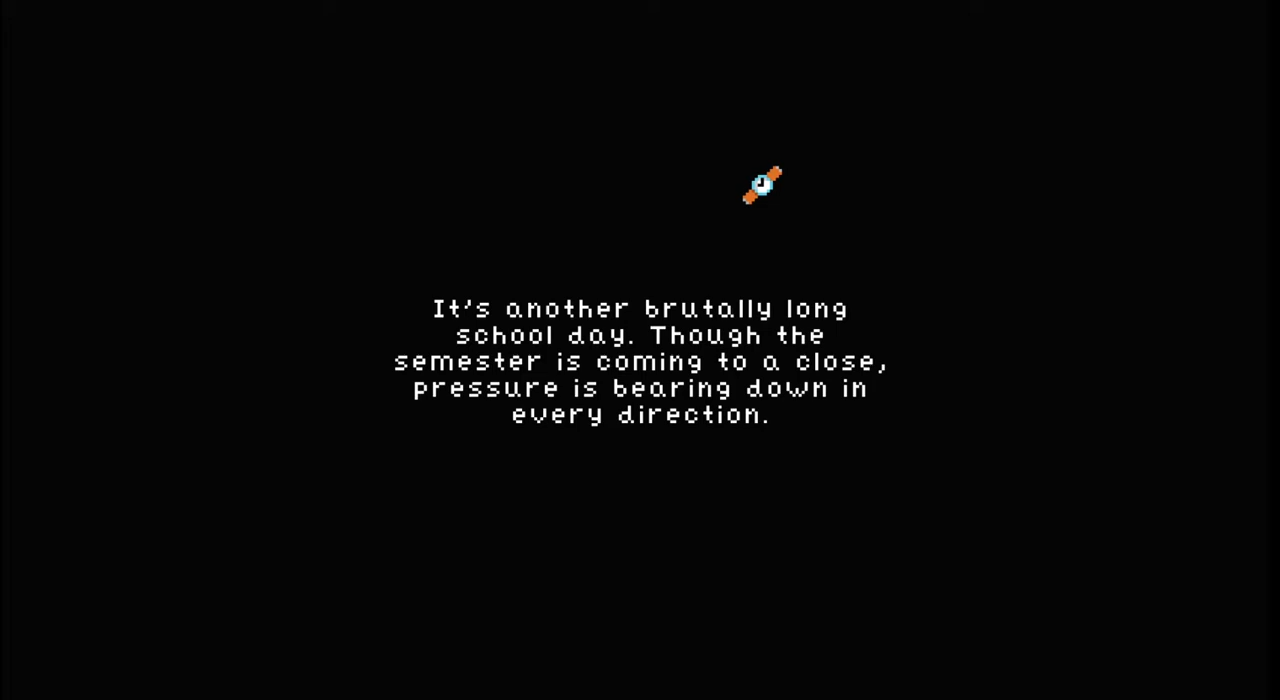 It's another brutally long
school day. Though the
semester is coming to a close,
pressure is bearing down in
every direction.